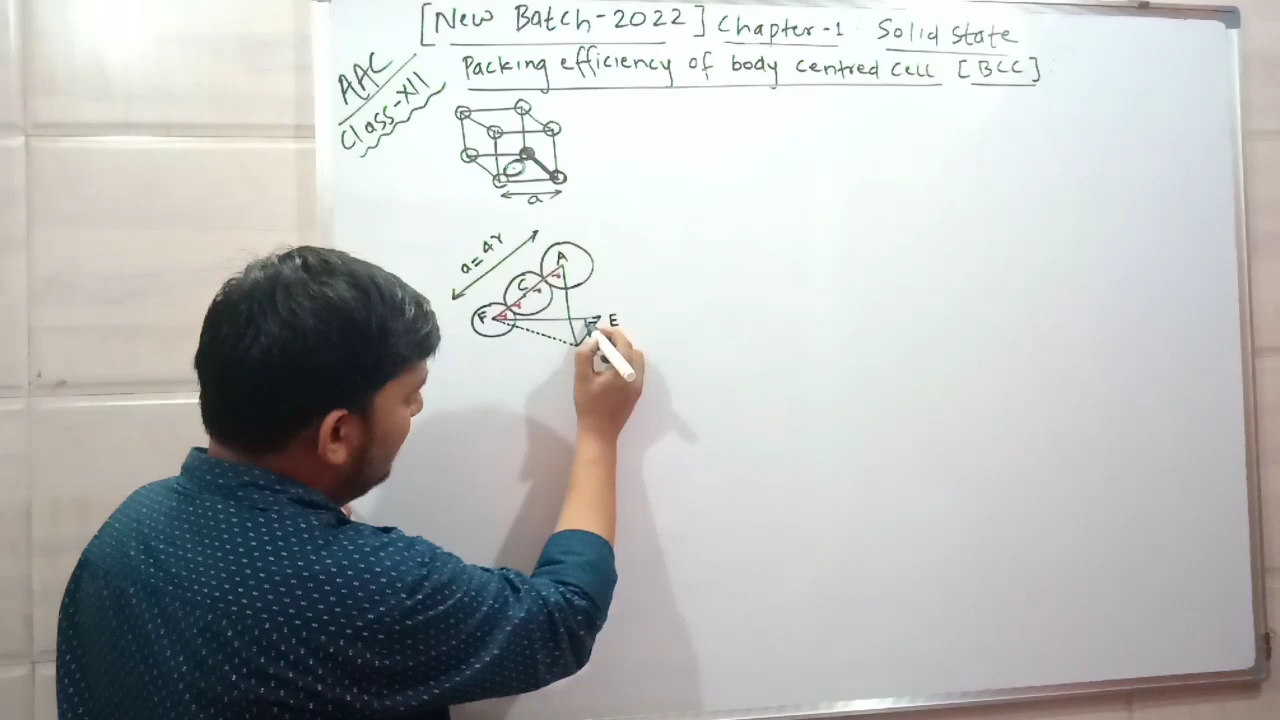 [New Batch-2022] Chapter-1 Solid state
Packing efficiency of body centred cell [BCC]
AAC
Class-XII
a
a=4r
A
C
F
E
r
r
r
r